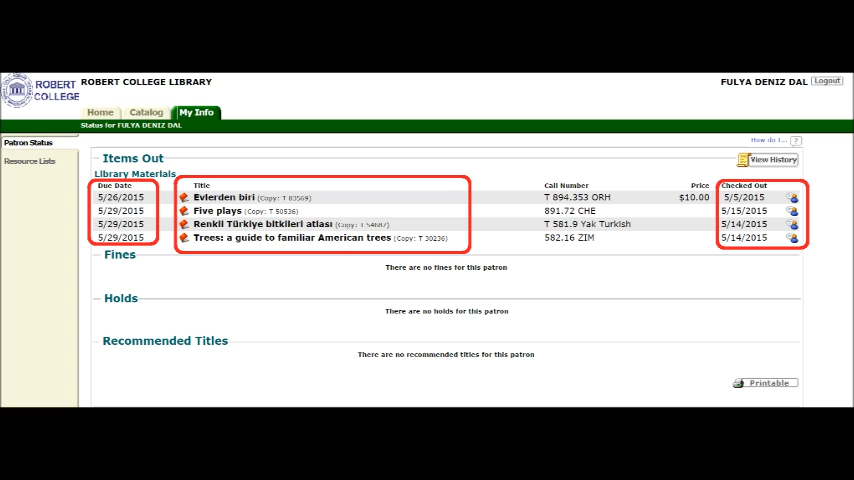 ROBERT COLLEGE
ROBERT COLLEGE LIBRARY
FULYA DENIZ DAL Logout
Home Catalog My Info
Status for FULYA DENIZ DAL
Patron Status
Resource Lists
How do I... ?
Items Out
View History
Library Materials
Due Date Title Call Number Price Checked Out
5/26/2015 Evlerden biri (Copy: T 83569) T 894.353 ORH $10.00 5/5/2015
5/29/2015 Five plays (Copy: T 50536) 891.72 CHE 5/15/2015
5/29/2015 Renkli Türkiye bitkileri atlası (Copy: T 54687) T 581.9 Yak Turkish 5/14/2015
5/29/2015 Trees: a guide to familiar American trees (Copy: T 30236) 582.16 ZIM 5/14/2015
Fines
There are no fines for this patron
Holds
There are no holds for this patron
Recommended Titles
There are no recommended titles for this patron
Printable